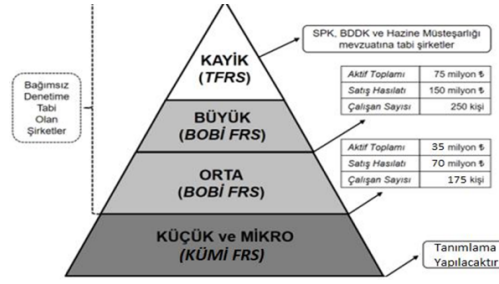 SPK, BDDK ve Hazine Müsteşarlığı
mevzuatına tabi şirketler
KAYİK
(TFRS)
Aktif Toplamı 75 milyon ₺
Satış Hasılatı 150 milyon ₺
Çalışan Sayısı 250 kişi
Bağımsız
Denetime
Tabi
Olan
Şirketler
BÜYÜK
(BOBİ FRS)
Aktif Toplamı 35 milyon ₺
Satış Hasılatı 70 milyon ₺
Çalışan Sayısı 175 kişi
ORTA
(BOBİ FRS)
KÜÇÜK ve MİKRO
(KÜMİ FRS)
Tanımlama
Yapılacaktır